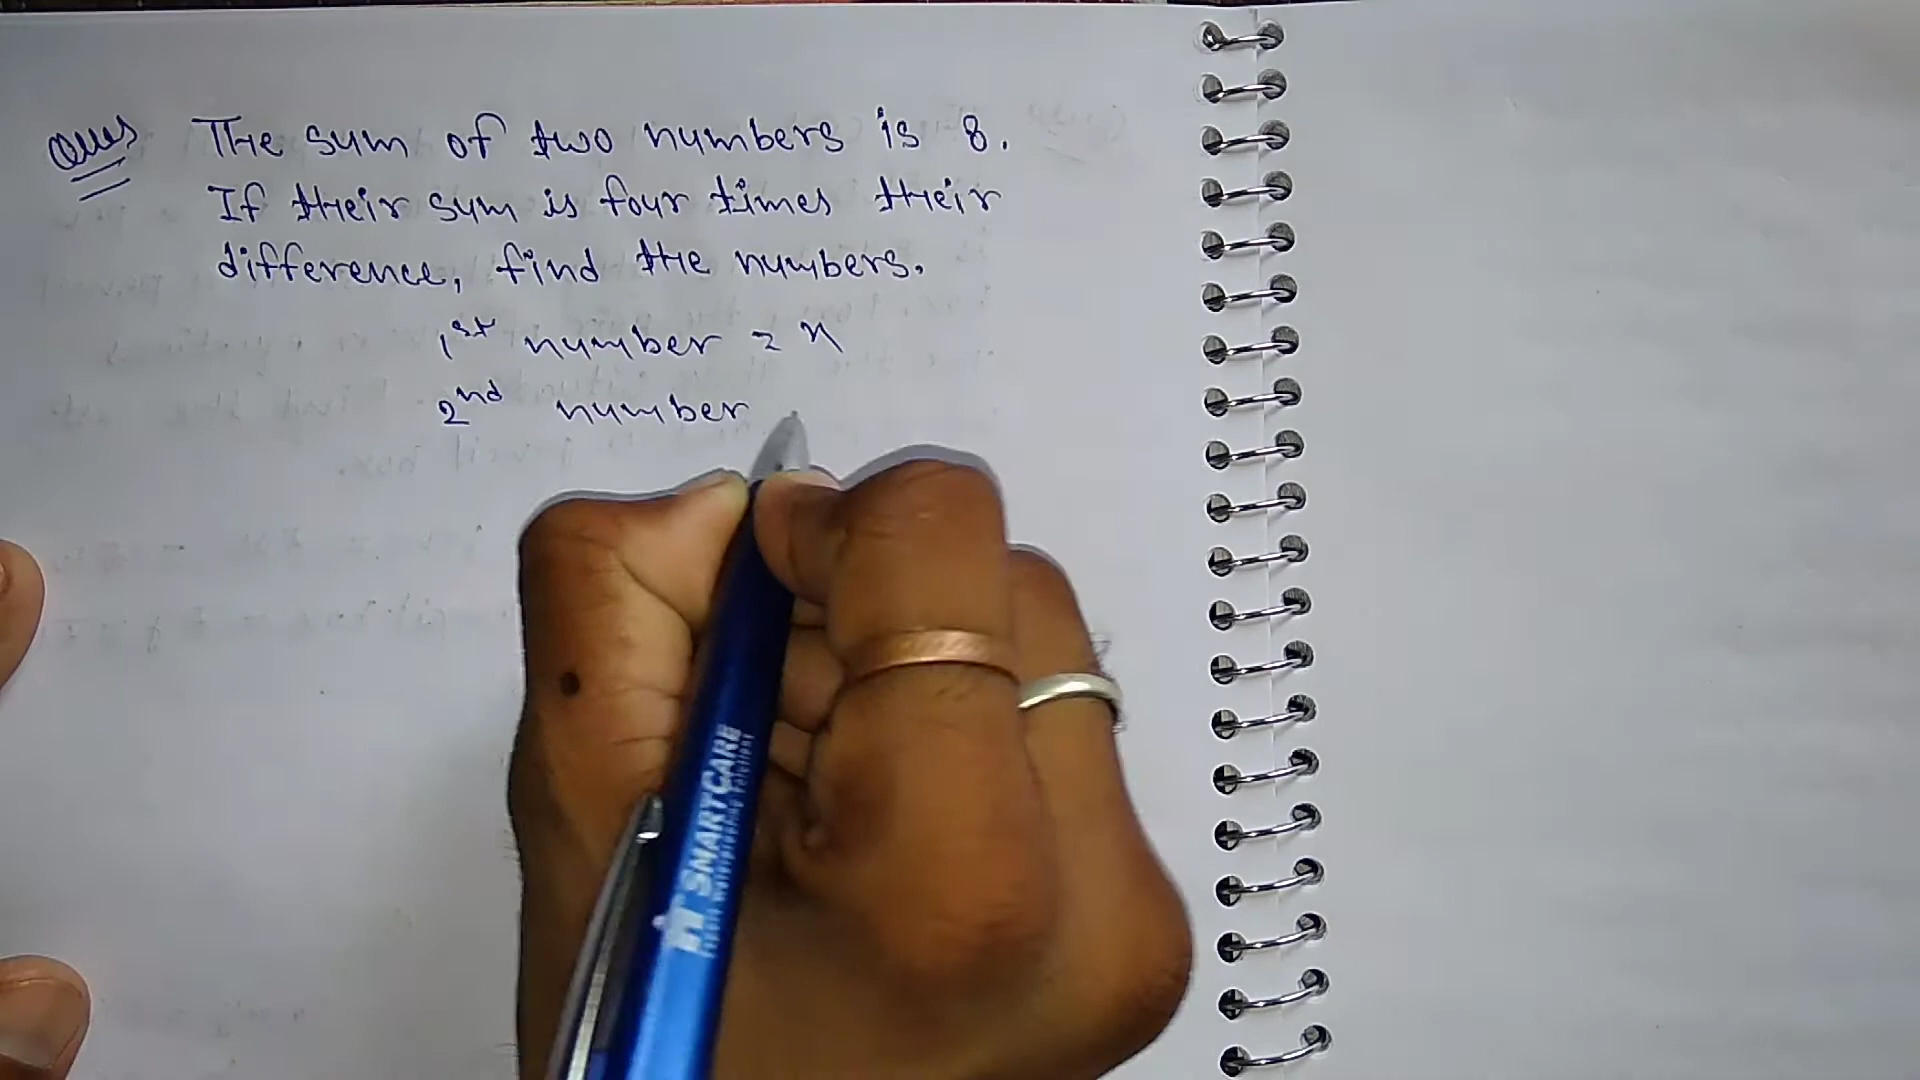 Ques The sum of two numbers is 8.
If their sum is four times their
difference, find the numbers.
1st number = x
2nd number
SMARTCARE